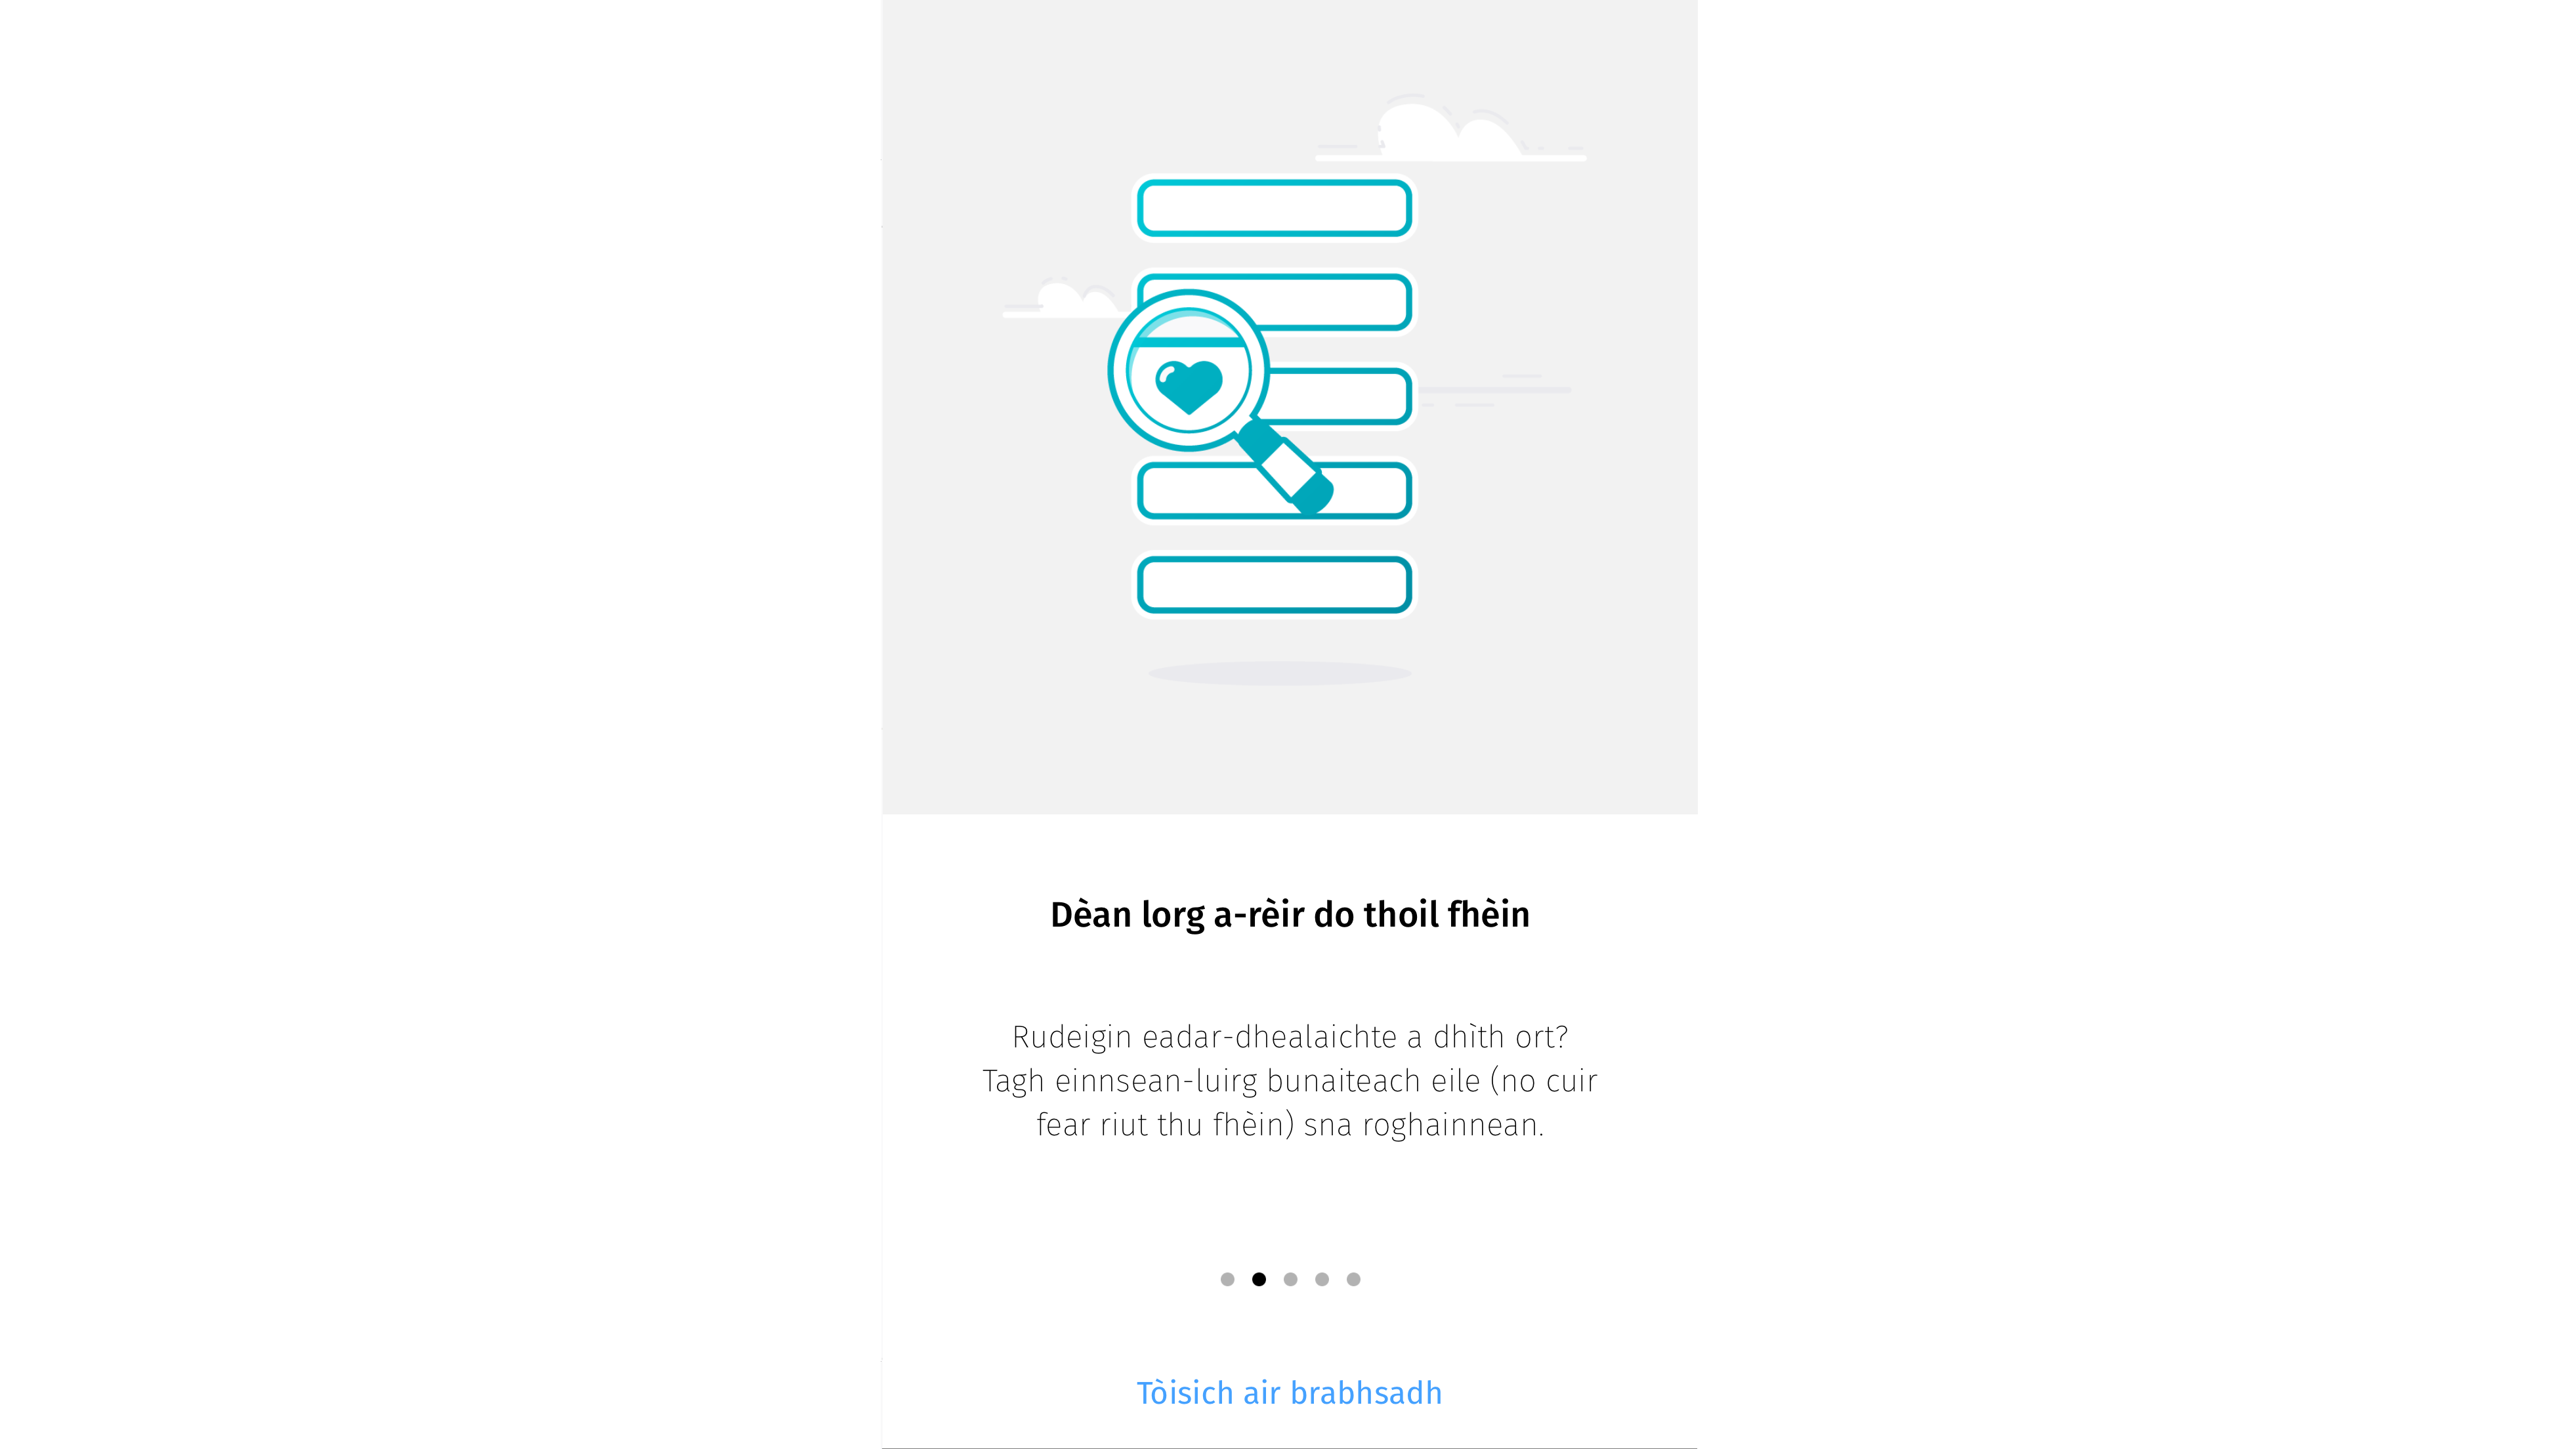 Dèan lorg a-rèir do thoil fhèin
Rudeigin eadar-dhealaichte a dhìth ort?
Tagh einnsean-luirg bunaiteach eile (no cuir
fear riut thu fhèin) sna roghainnean.
Tòisich air brabhsadh